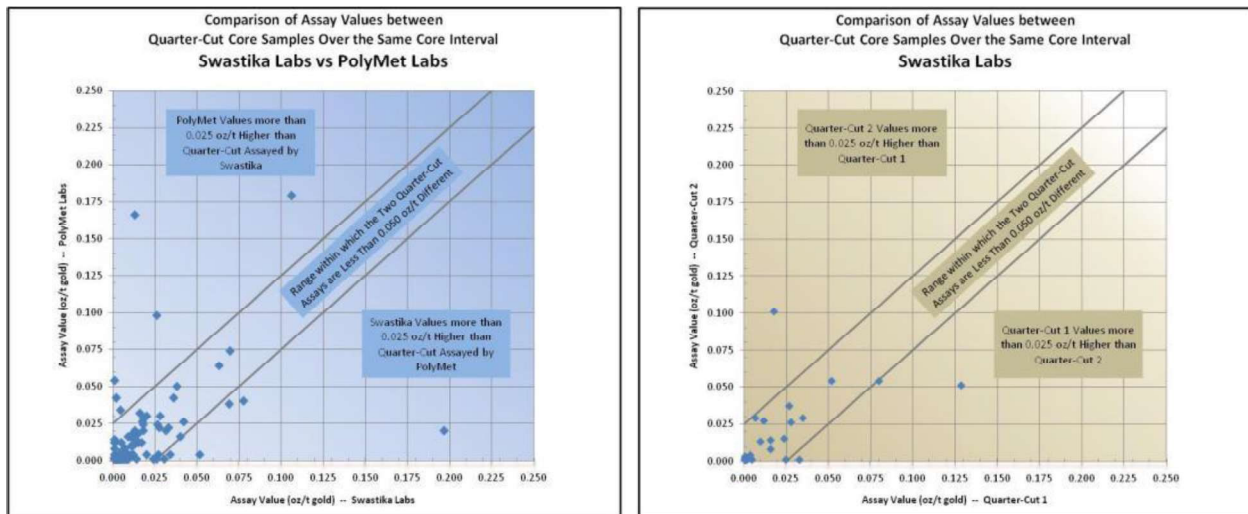 Comparison of Assay Values between
Quarter-Cut Core Samples Over the Same Core Interval
Swastika Labs vs PolyMet Labs
0.250
0.225
0.200
0.175
0.150
0.125
0.100
0.075
0.050
0.025
0.000
Assay Value (oz/t gold) -- PolyMet Labs
PolyMet Values more than
0.025 oz/t Higher than
Quarter-Cut Assayed by
Swastika
Range within which the Two Quarter-Cut
Assays are Less Than 0.050 oz/t Different
Swastika Values more than
0.025 oz/t Higher than
Quarter-Cut Assayed by
PolyMet
0.000 0.025 0.050 0.075 0.100 0.125 0.150 0.175 0.200 0.225 0.250
Assay Value (oz/t gold) -- Swastika Labs
Comparison of Assay Values between
Quarter-Cut Core Samples Over the Same Core Interval
Swastika Labs
0.250
0.225
0.200
0.175
0.150
0.125
0.100
0.075
0.050
0.025
0.000
Assay Value (oz/t gold) -- Quarter-Cut 2
Quarter-Cut 2 Values more
than 0.025 oz/t Higher than
Quarter-Cut 1
Range within which the Two Quarter-Cut
Assays are Less Than 0.050 oz/t Different
Quarter-Cut 1 Values more
than 0.025 oz/t Higher than
Quarter-Cut 2
0.000 0.025 0.050 0.075 0.100 0.125 0.150 0.175 0.200 0.225 0.250
Assay Value (oz/t gold) -- Quarter-Cut 1